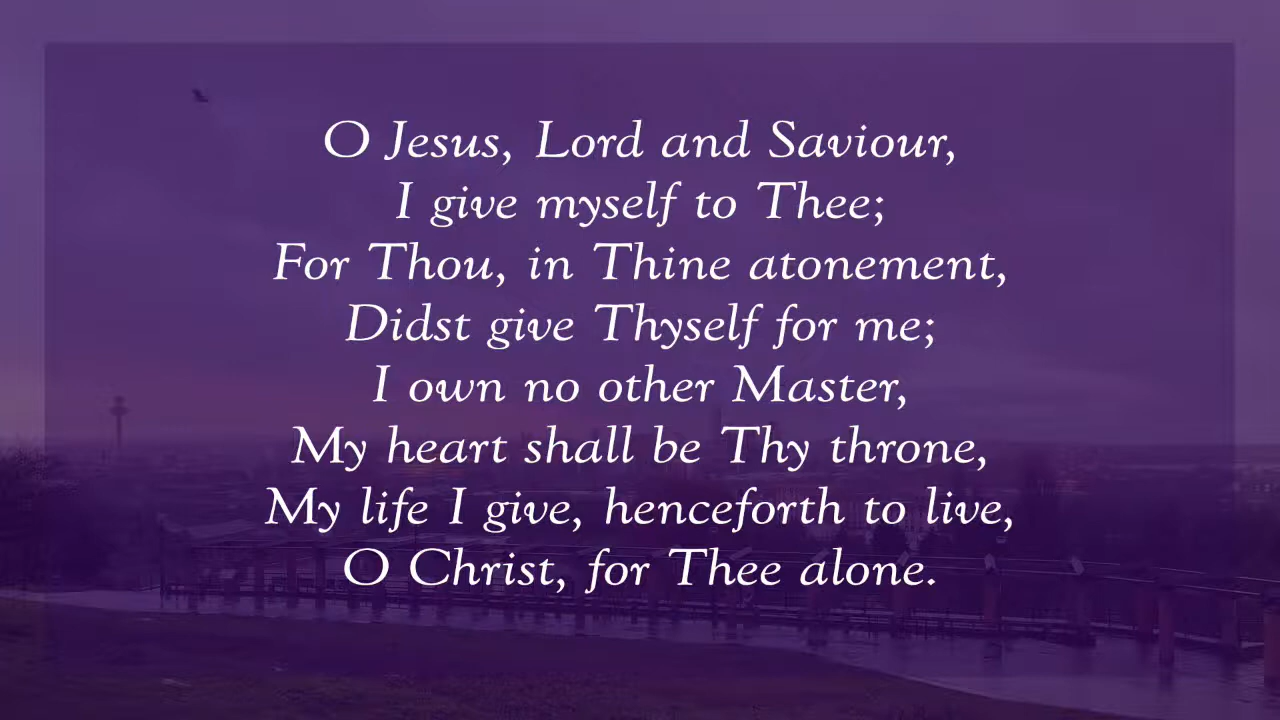 O Jesus, Lord and Saviour,
I give myself to Thee;
For Thou, in Thine atonement,
Didst give Thyself for me;
I own no other Master,
My heart shall be Thy throne,
My life I give, henceforth to live,
O Christ, for Thee alone.